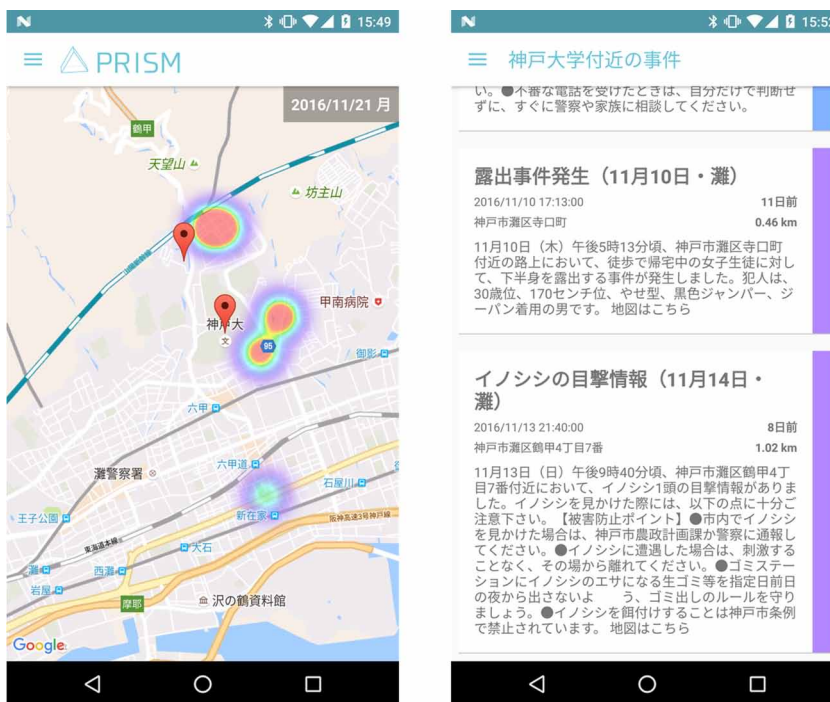 15:49
PRISM
2016/11/21 月
鶴甲
天望山
坊主山
山陽新幹線
甲南病院
神戸大
文
95
御影
六甲
六甲道
灘警察署
石屋川
新在家
王子公園
阪神高速3号神戸線
東海道本線
大石
灘
西灘
岩屋
摩耶
沢の鶴資料館
Google
15:52
神戸大学付近の事件
い。●不審な電話を受けたときは、自分だけで判断せ
ずに、すぐに警察や家族に相談してください。
露出事件発生（11月10日・灘）
2016/11/10 17:13:00
11日前
神戸市灘区寺口町
0.46 km
11月10日（木）午後5時13分頃、神戸市灘区寺口町
付近の路上において、徒歩で帰宅中の女子生徒に対し
て、下半身を露出する事件が発生しました。犯人は、
30歳位、170センチ位、やせ型、黒色ジャンパー、ジ
ーパン着用の男です。 地図はこちら
イノシシの目撃情報（11月14日・
灘）
2016/11/13 21:40:00
8日前
神戸市灘区鶴甲4丁目7番
1.02 km
11月13日（日）午後9時40分頃、神戸市灘区鶴甲4丁
目7番付近において、イノシシ1頭の目撃情報がありま
した。イノシシを見かけた際には、以下の点に十分ご
注意下さい。【被害防止ポイント】●市内でイノシシ
を見かけた場合は、神戸市農政計画課か警察に通報し
てください。●イノシシに遭遇した場合は、刺激する
ことなく、その場から離れてください。●ゴミステー
ションにイノシシのエサになる生ゴミ等を指定日前日
の夜から出さないよ　　う、ゴミ出しのルールを守り
ましょう。●イノシシを餌付けすることは神戸市条例
で禁止されています。 地図はこちら